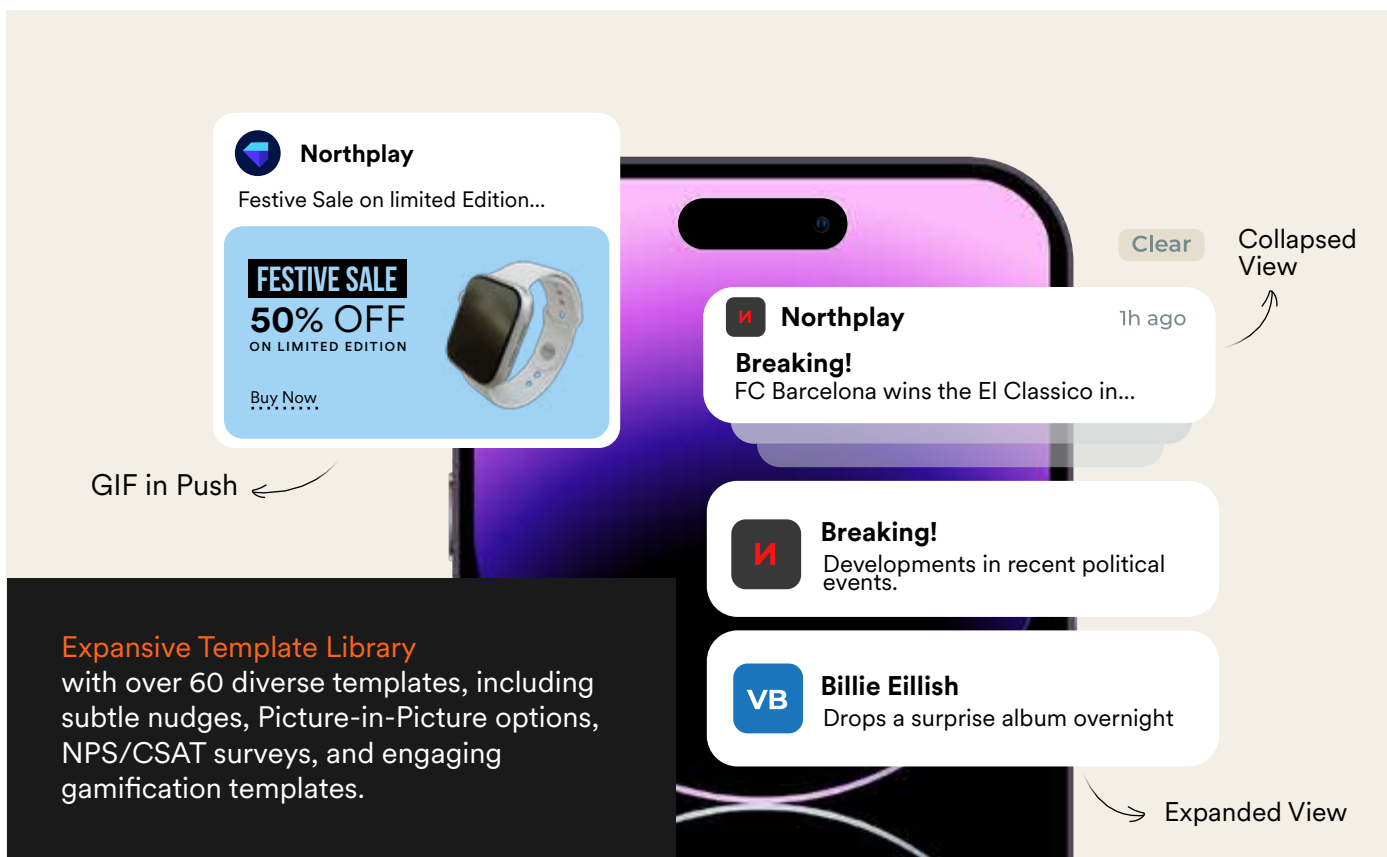 Northplay
Festive Sale on limited Edition...
FESTIVE SALE
50% OFF
ON LIMITED EDITION
Buy Now
GIF in Push
Clear
Collapsed
View
И
Northplay
1h ago
Breaking!
FC Barcelona wins the El Classico in...
И
Breaking!
Developments in recent political
events.
VB
Billie Eillish
Drops a surprise album overnight
Expanded View
Expansive Template Library
with over 60 diverse templates, including
subtle nudges, Picture-in-Picture options,
NPS/CSAT surveys, and engaging
gamification templates.